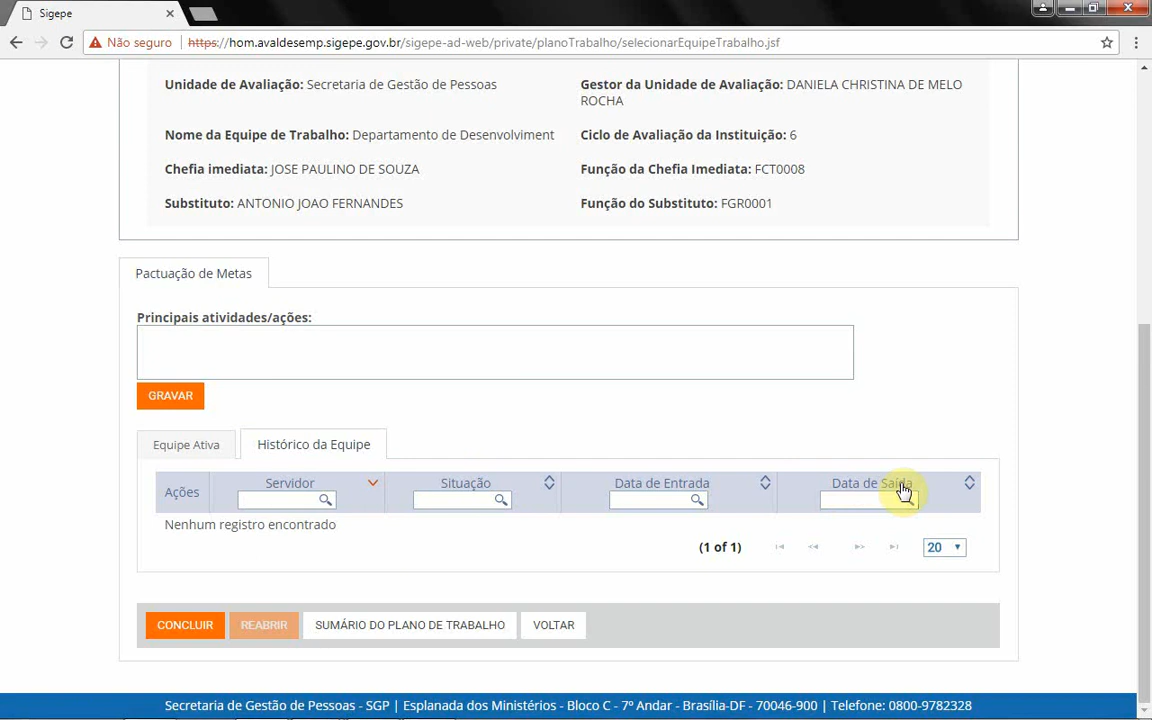 Sigepe
Não seguro | https://hom.avaldesemp.sigepe.gov.br/sigepe-ad-web/private/planoTrabalho/selecionarEquipeTrabalho.jsf
Unidade de Avaliação: Secretaria de Gestão de Pessoas
Gestor da Unidade de Avaliação: DANIELA CHRISTINA DE MELO
ROCHA
Nome da Equipe de Trabalho: Departamento de Desenvolviment
Ciclo de Avaliação da Instituição: 6
Chefia imediata: JOSE PAULINO DE SOUZA
Função da Chefia Imediata: FCT0008
Substituto: ANTONIO JOAO FERNANDES
Função do Substituto: FGR0001
Pactuação de Metas
Principais atividades/ações:
GRAVAR
Equipe Ativa
Histórico da Equipe
Ações
Servidor
Situação
Data de Entrada
Data de Saída
Nenhum registro encontrado
(1 of 1)
20
CONCLUIR
REABRIR
SUMÁRIO DO PLANO DE TRABALHO
VOLTAR
Secretaria de Gestão de Pessoas - SGP | Esplanada dos Ministérios - Bloco C - 7º Andar - Brasília-DF - 70046-900 | Telefone: 0800-9782328